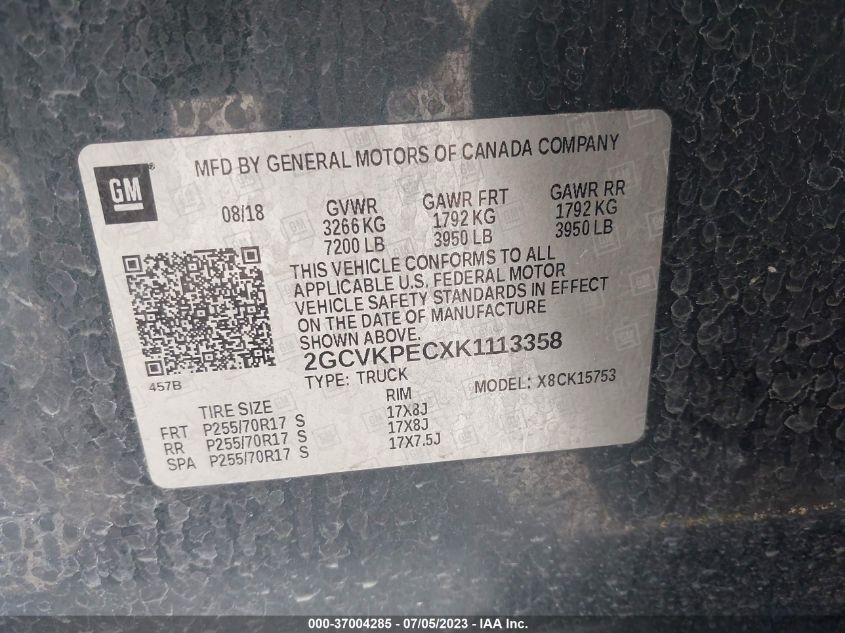 MFD BY GENERAL MOTORS OF CANADA COMPANY
GM ®
08/18
GVWR GAWR FRT GAWR RR
3266 KG 1792 KG 1792 KG
7200 LB 3950 LB 3950 LB
THIS VEHICLE CONFORMS TO ALL
APPLICABLE U.S. FEDERAL MOTOR
VEHICLE SAFETY STANDARDS IN EFFECT
ON THE DATE OF MANUFACTURE
SHOWN ABOVE.
2GCVKPECXK1113358
457B
TYPE: TRUCK MODEL: X8CK15753
TIRE SIZE RIM
FRT P255/70R17 S 17X8J
RR P255/70R17 S 17X8J
SPA P255/70R17 S 17X7.5J
000-37004285 - 07/05/2023 - IAA Inc.